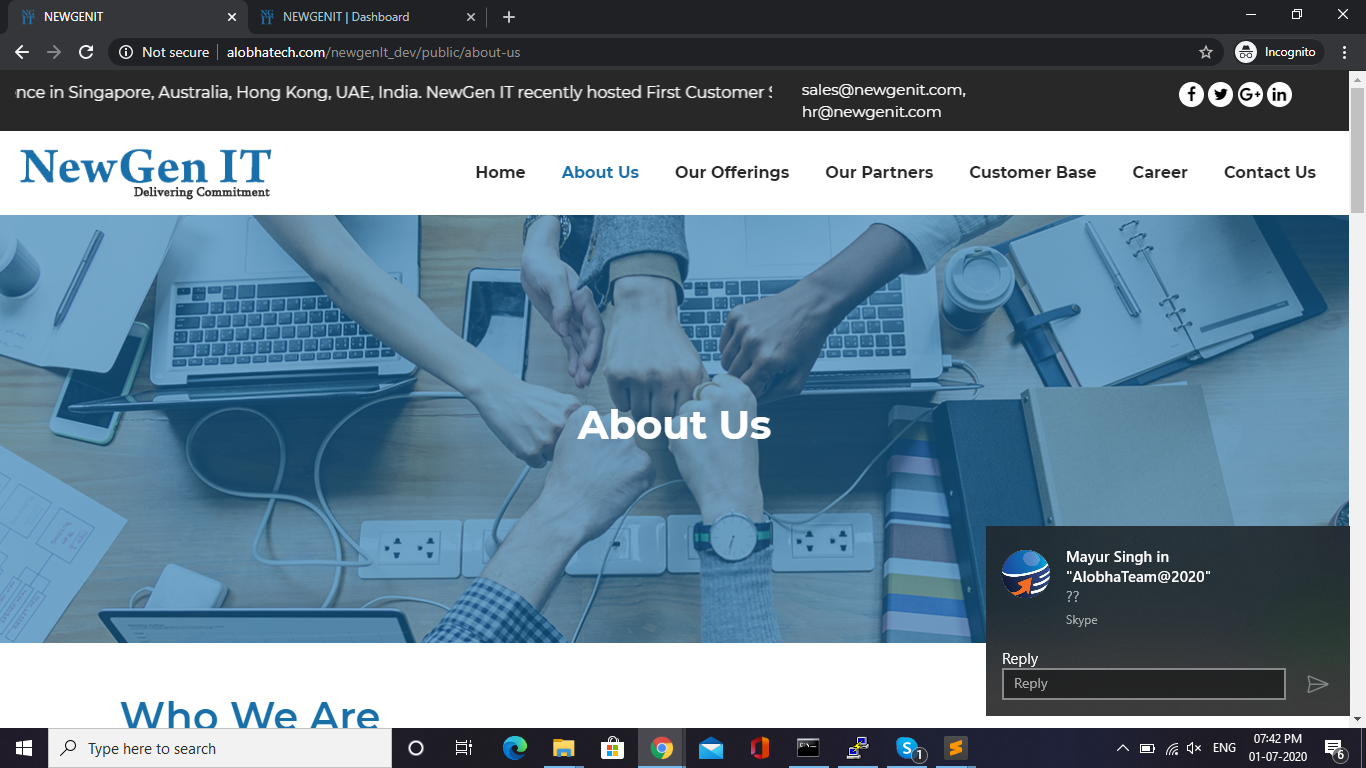 NEWGENIT
NEWGENIT | Dashboard
Not secure
alobhatech.com/newgenIt_dev/public/about-us
Incognito
nce in Singapore, Australia, Hong Kong, UAE, India. NewGen IT recently hosted First Customer S
sales@newgenit.com,
hr@newgenit.com
f
G+
in
NewGen IT
Delivering Commitment
Home
About Us
Our Offerings
Our Partners
Customer Base
Career
Contact Us
About Us
Mayur Singh in
"AlobhaTeam@2020"
??
Skype
Reply
Reply
Who We Are
Type here to search
1
ENG
07:42 PM
01-07-2020
6